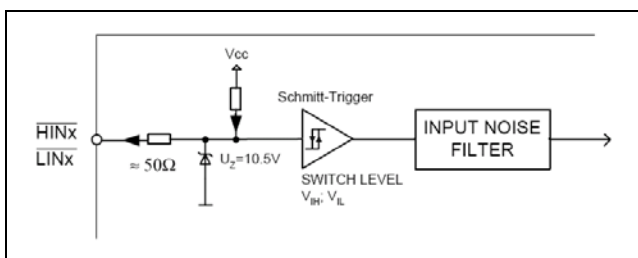 Vcc
Schmitt-Trigger
HINx
LINx
≈ 50Ω
U_Z=10.5V
INPUT NOISE
FILTER
SWITCH LEVEL
V_IH; V_IL